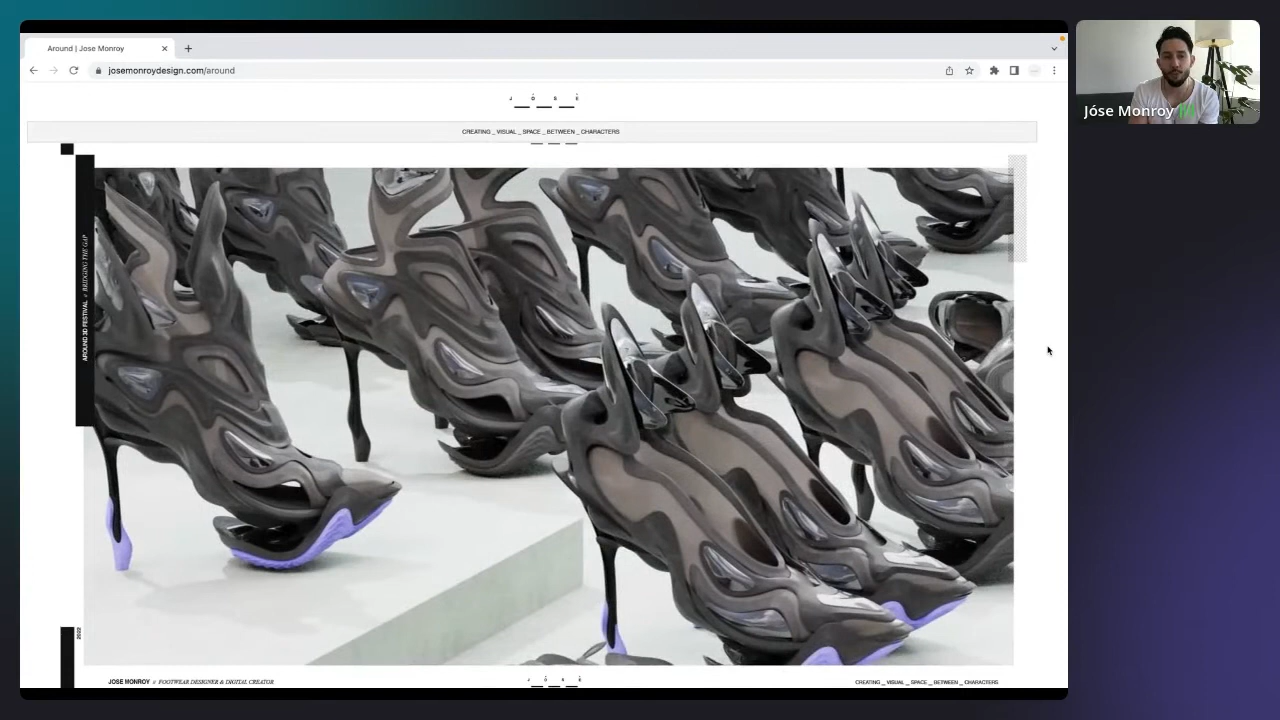 Around | Jose Monroy
josemonroydesign.com/around
J O S E
CREATING _ VISUAL _ SPACE _ BETWEEN _ CHARACTERS
AROUND 3D FESTIVAL // BRIDGING THE GAP
Jóse Monroy
2022
JOSE MONROY // FOOTWEAR DESIGNER & DIGITAL CREATOR
J O S E
CREATING _ VISUAL _ SPACE _ BETWEEN _ CHARACTERS